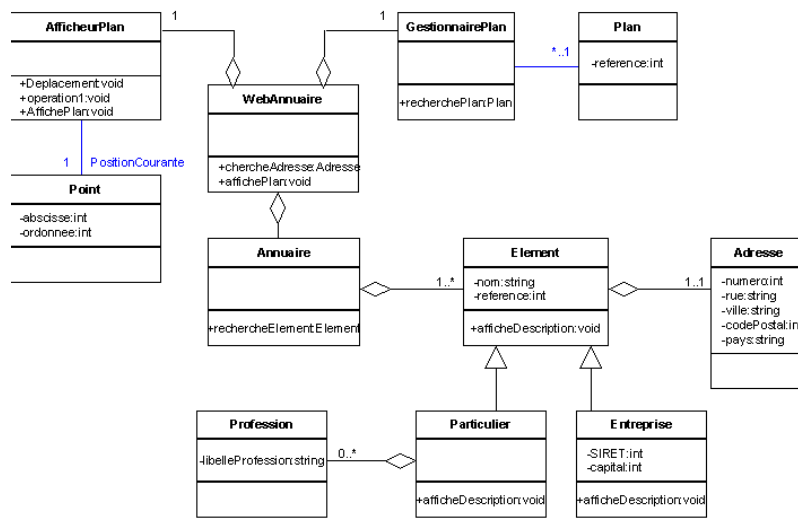 AfficheurPlan
+Deplacement:void
+operation1:void
+AffichePlan:void
1
1
GestionnairePlan
+recherchePlan:Plan
*..1
Plan
-reference:int
WebAnnuaire
+chercheAdresse:Adresse
+affichePlan:void
1 PositionCourante
Point
-abscisse:int
-ordonnee:int
Annuaire
+rechercheElement:Element
1..*
Element
-nom:string
-reference:int
+afficheDescription:void
1..1
Adresse
-numero:int
-rue:string
-ville:string
-codePostal:in
-pays:string
Profession
-libelleProfession:string
0..*
Particulier
+afficheDescription:void
Entreprise
-SIRET:int
-capital:int
+afficheDescription:void